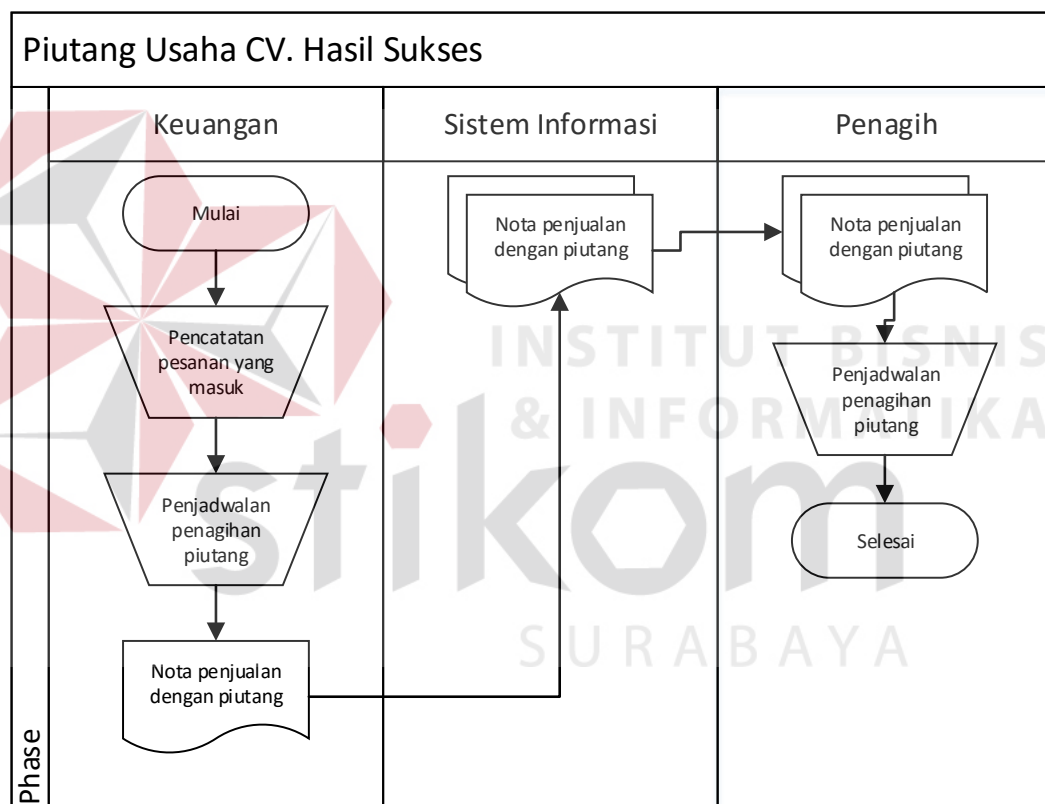 Piutang Usaha CV. Hasil Sukses
Keuangan
Sistem Informasi
Penagih
Mulai
Pencatatan
pesanan yang
masuk
Penjadwalan
penagihan
piutang
Nota penjualan
dengan piutang
Nota penjualan
dengan piutang
Nota penjualan
dengan piutang
Penjadwalan
penagihan
piutang
Selesai
Phase
INSTITUT BISNIS
& INFORMATIKA
stikom
SURABAYA